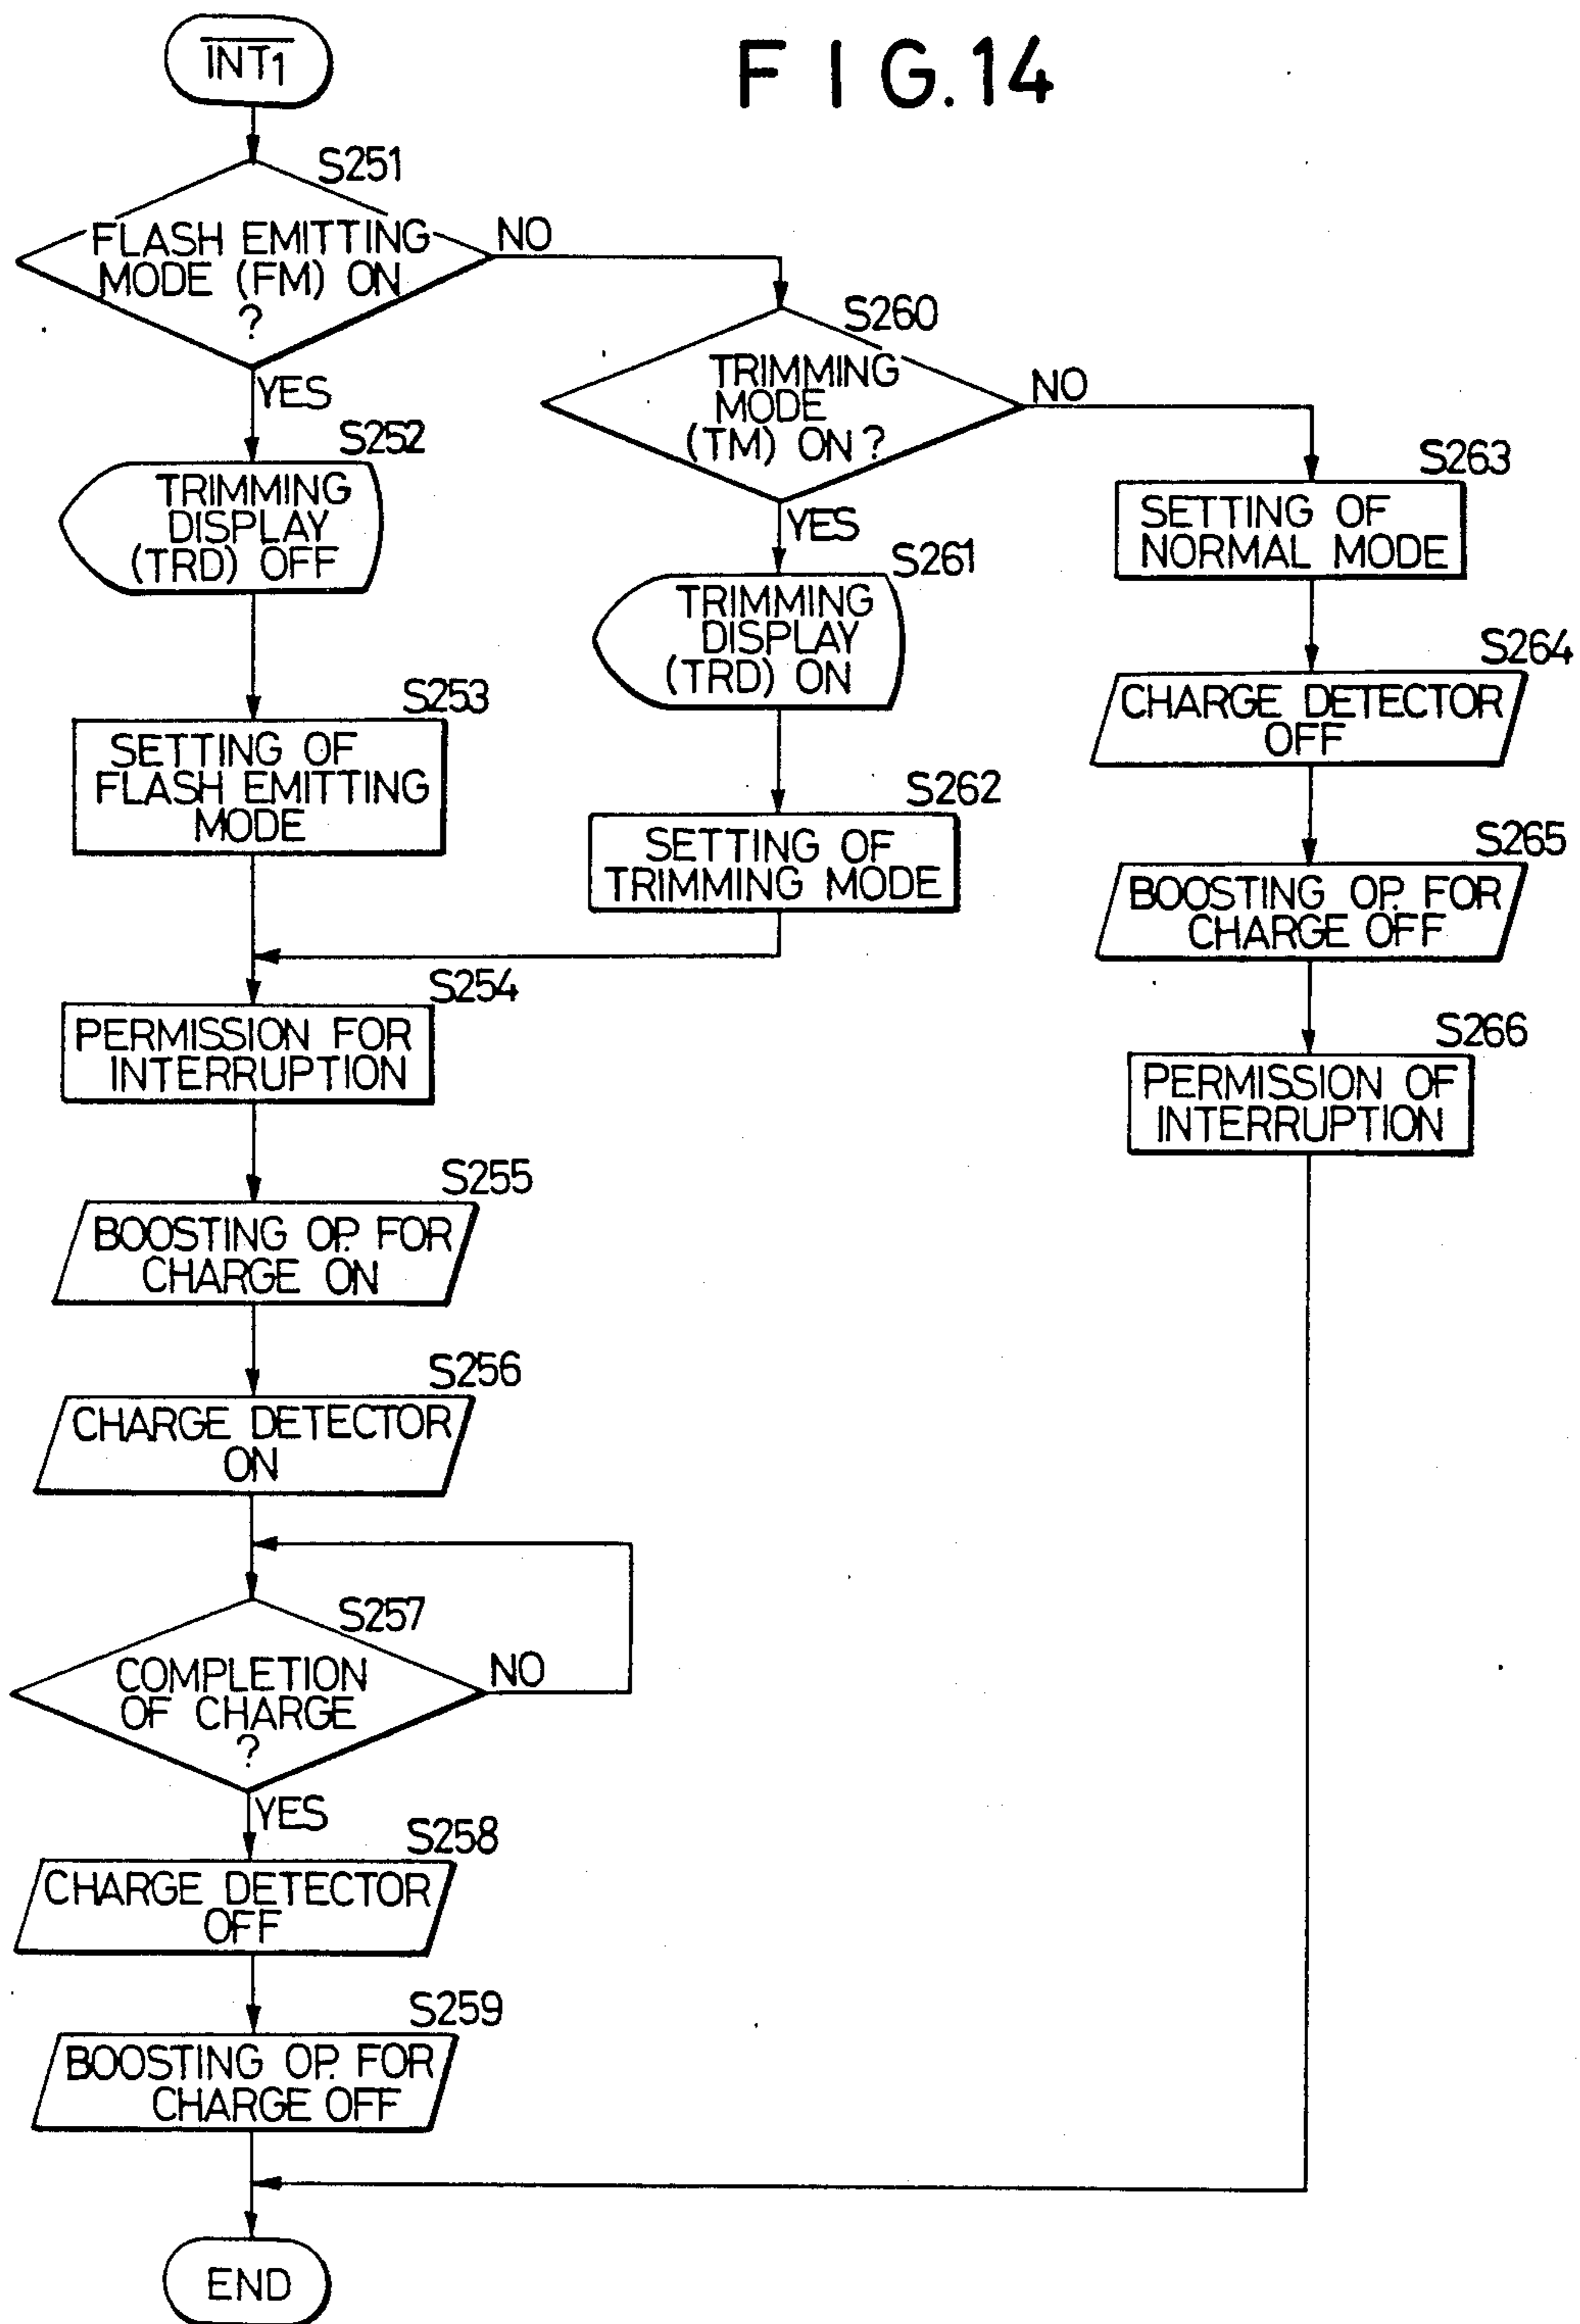 FIG.14
INT1
S251
FLASH EMITTING
MODE (FM) ON
?
NO
YES
S252
TRIMMING
DISPLAY
(TRD) OFF
S253
SETTING OF
FLASH EMITTING
MODE
S260
TRIMMING
MODE
(TM) ON?
NO
YES
S261
TRIMMING
DISPLAY
(TRD) ON
S262
SETTING OF
TRIMMING MODE
S263
SETTING OF
NORMAL MODE
S264
CHARGE DETECTOR
OFF
S265
BOOSTING OP. FOR
CHARGE OFF
S266
PERMISSION OF
INTERRUPTION
S254
PERMISSION FOR
INTERRUPTION
S255
BOOSTING OP. FOR
CHARGE ON
S256
CHARGE DETECTOR
ON
S257
COMPLETION
OF CHARGE
?
NO
YES
S258
CHARGE DETECTOR
OFF
S259
BOOSTING OP. FOR
CHARGE OFF
END